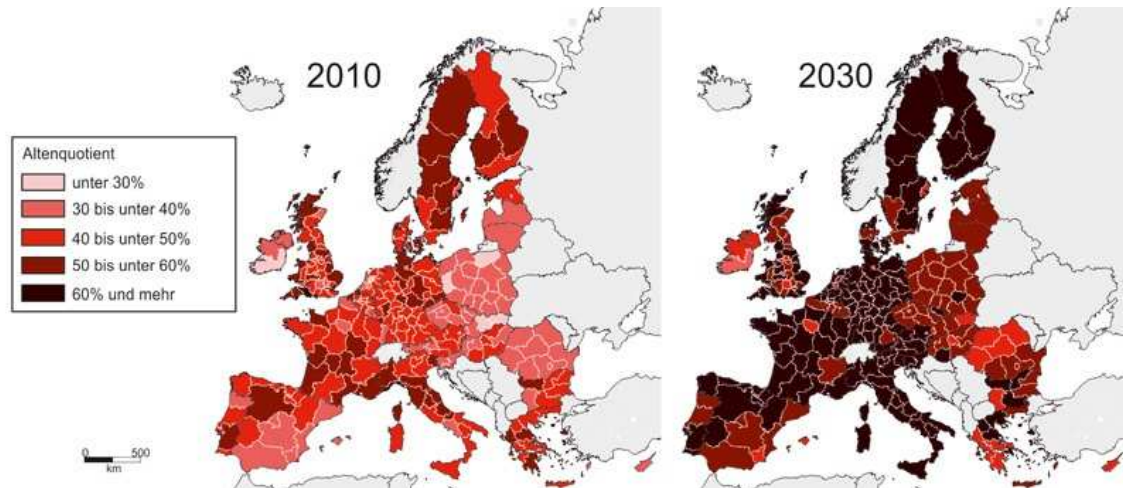 2010
2030
Altenquotient
unter 30%
30 bis unter 40%
40 bis unter 50%
50 bis unter 60%
60% und mehr
0 500
km